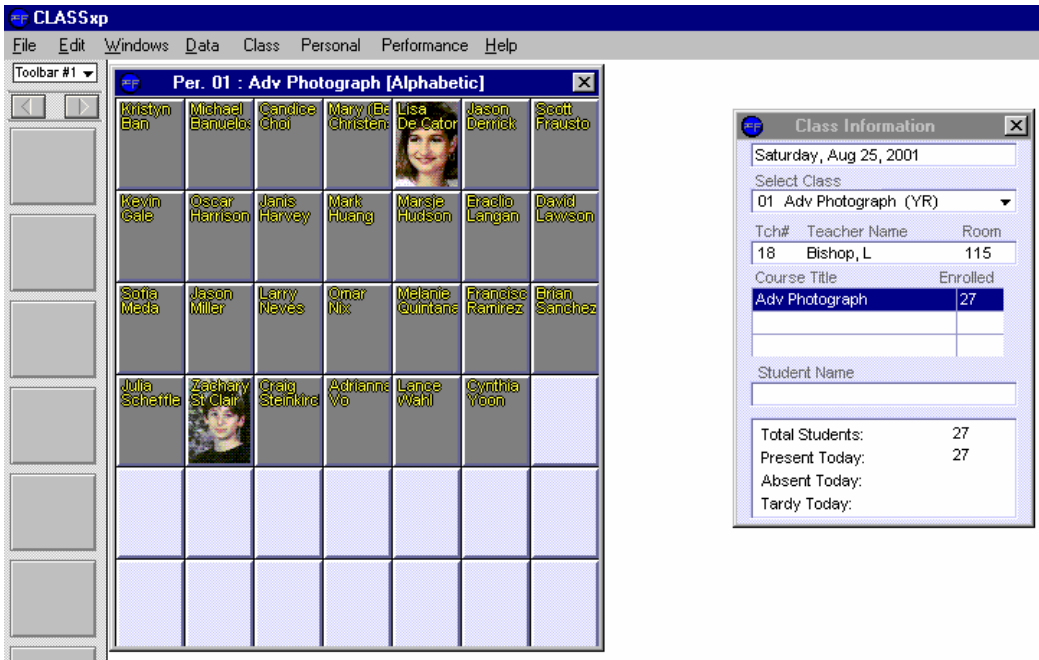 CLASSxp
File Edit Windows Data Class Personal Performance Help
Toolbar #1
Per. 01 : Adv Photograph [Alphabetic]
Kristyn Michael Candice Mary (Be Lisa Jason Scott
Ban Banuelos Choi Christens De Cator Derrick Frausto
Kevin Oscar Janis Mark Marsje Eraclio David
Gale Harrison Harvey Huang Hudson Langan Lawson
Sofia Jason Larry Omar Melanie Francisc Brian
Meda Miller Neves Nix Quintana Ramirez Sanchez
Julia Zachary Craig Adrianna Lance Cynthia
Scheffle St Clair Steinkird Vo Wahl Yoon
Class Information
Saturday, Aug 25, 2001
Select Class
01 Adv Photograph (YR)
Tch# Teacher Name Room
18 Bishop, L 115
Course Title Enrolled
Adv Photograph 27
Student Name
Total Students: 27
Present Today: 27
Absent Today:
Tardy Today: